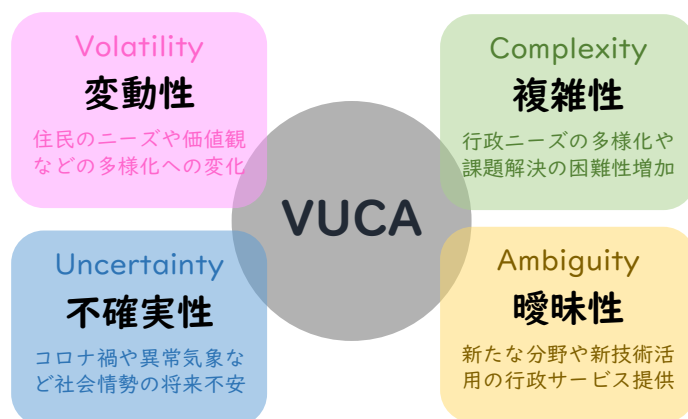 Volatility
変動性
住民のニーズや価値観
などの多様化への変化
Complexity
複雑性
行政ニーズの多様化や
課題解決の困難性増加
VUCA
Uncertainty
不確実性
コロナ禍や異常気象な
ど社会情勢の将来不安
Ambiguity
曖昧性
新たな分野や新技術活
用の行政サービス提供